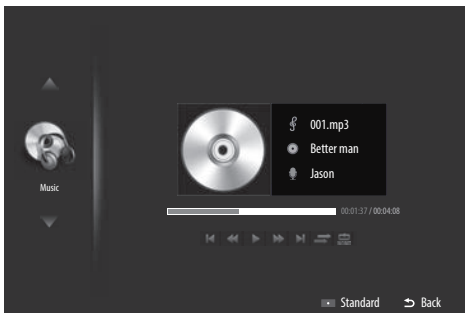 001.mp3
Better man
Jason
Music
00:01:37 / 00:04:08
Standard
Back